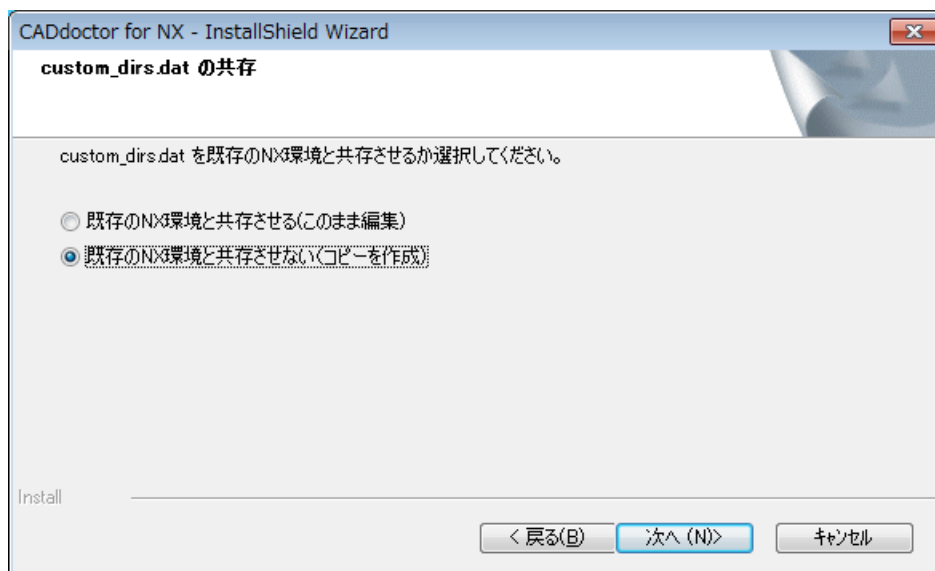 CADdoctor for NX - InstallShield Wizard
custom_dirs.dat の共存
custom_dirs.dat を既存のNX環境と共存させるか選択してください。
既存のNX環境と共存させる(このまま編集)
既存のNX環境と共存させない(コピーを作成)
Install
< 戻る(B)
次へ (N)>
キャンセル